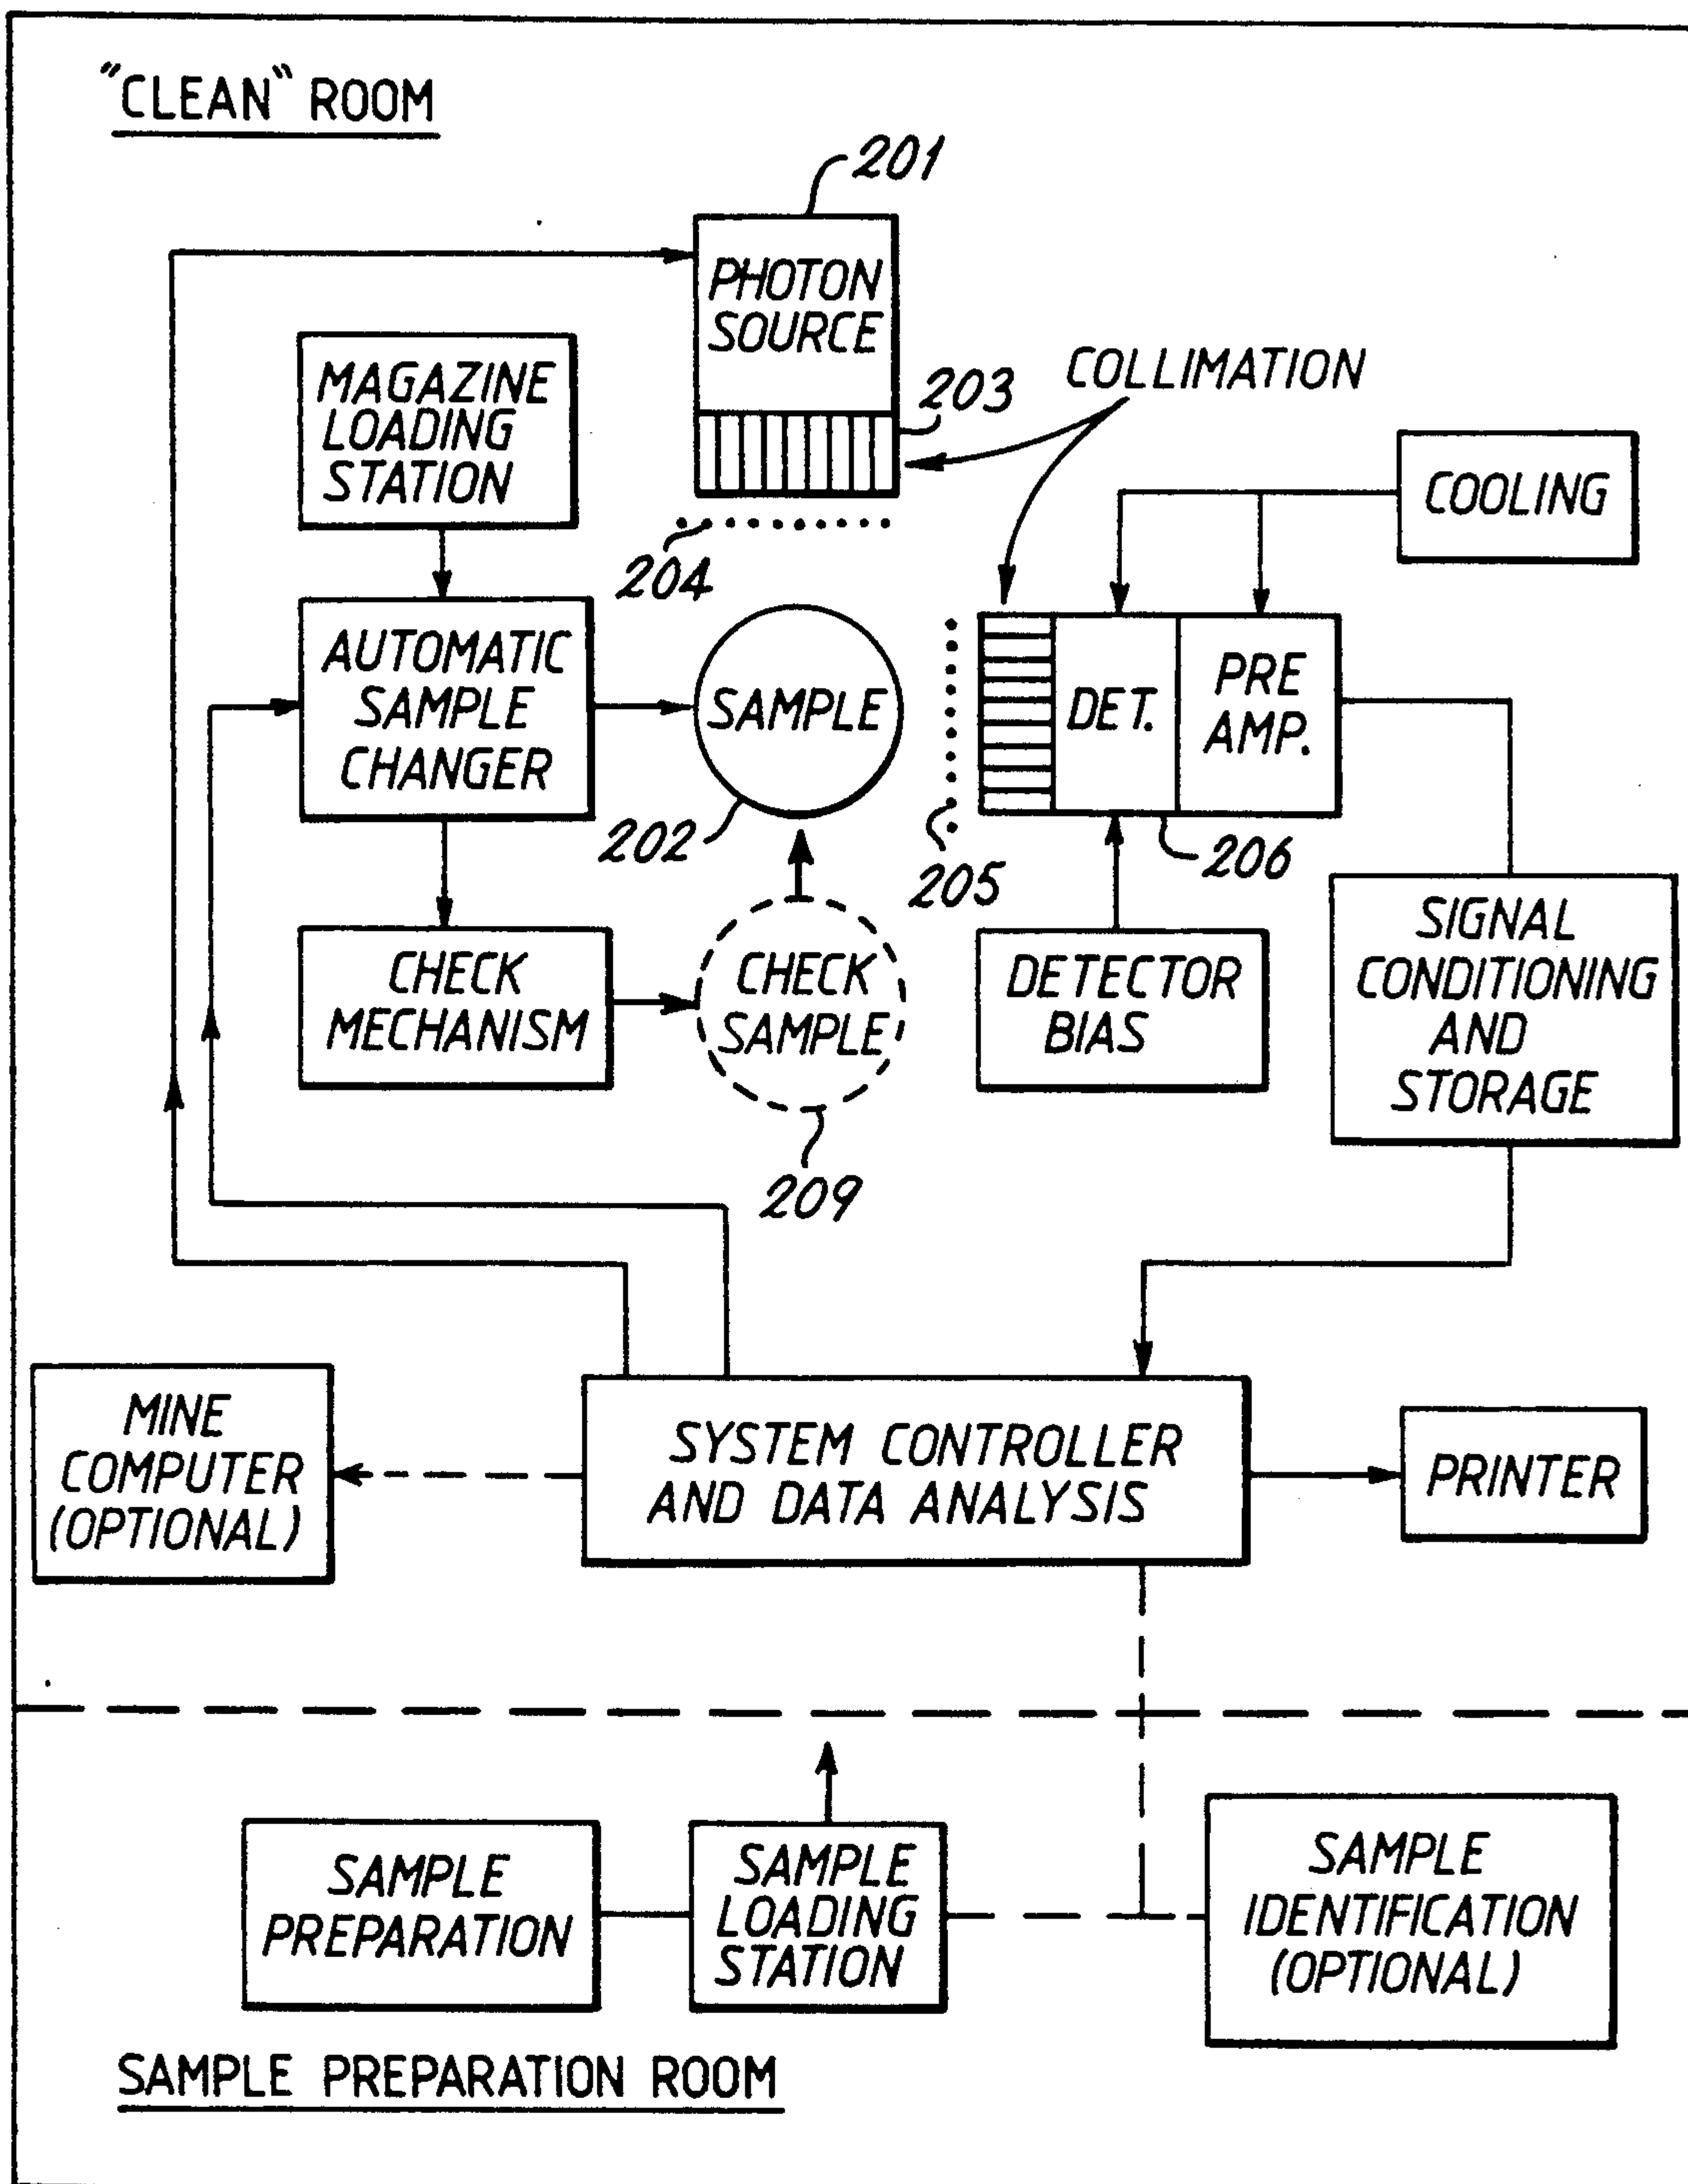 "CLEAN" ROOM
201
PHOTON
SOURCE
203
COLLIMATION
MAGAZINE
LOADING
STATION
204
COOLING
AUTOMATIC
SAMPLE
CHANGER
SAMPLE
202
DET.
PRE
AMP.
205
206
CHECK
MECHANISM
CHECK
SAMPLE
209
DETECTOR
BIAS
SIGNAL
CONDITIONING
AND
STORAGE
MINE
COMPUTER
(OPTIONAL)
SYSTEM CONTROLLER
AND DATA ANALYSIS
PRINTER
SAMPLE
PREPARATION
SAMPLE
LOADING
STATION
SAMPLE
IDENTIFICATION
(OPTIONAL)
SAMPLE PREPARATION ROOM